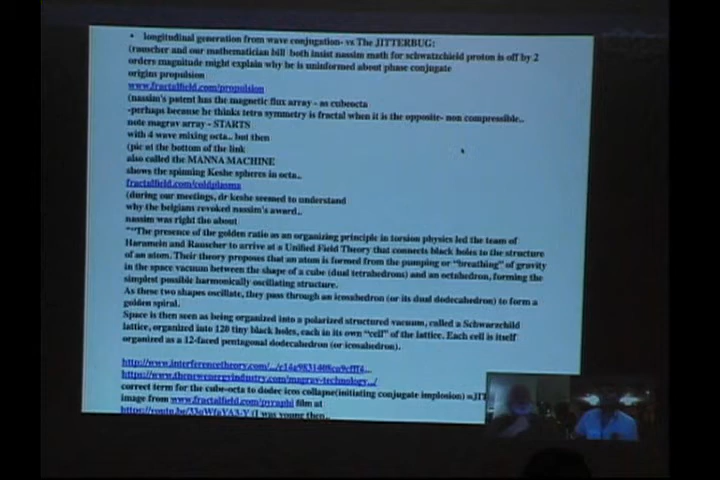 • longitudinal generation from wave conjugation- vs The JITTERBUG:
(rauscher and our mathematician bill both insist nassim math for schwatzchield proton is off by 2
orders magnitude might explain why he is uninformed about phase conjugate
origins propulsion
www.fractalfield.com/propulsion
(nassim's patent has the magnetic flux array - as cubeocta
-perhaps because he thinks tetra symmetry is fractal when it is the opposite- non compressible..
note magrav array - STARTS
with 4 wave mixing octa.. but then
(pic at the bottom of the link
also called the MANNA MACHINE
shows the spinning Keshe spheres in octa..
fractalfield.com/coldplasma
(during our meetings, dr keshe seemed to understand
why the belgians revoked nassim's award..
nassim was right tho about
"“The presence of the golden ratio as an organizing principle in torsion physics led the team of
Haramein and Rauscher to arrive at a Unified Field Theory that connects black holes to the structure
of an atom. Their theory proposes that an atom is formed from the pumping or “breathing” of gravity
in the space vacuum between the shape of a cube (dual tetrahedrons) and an octahedron, forming the
simplest possible harmonically oscillating structure.
As these two shapes oscillate, they pass through an icosahedron (or its dual dodecahedron) to form a
golden spiral.
Space is then seen as being organized into a polarized structured vacuum, called a Schwarzchild
lattice, organized into 120 tiny black holes, each in its own “cell” of the lattice. Each cell is itself
organized as a 12-faced pentagonal dodecahedron (or icosahedron).
http://www.interferencetheory.com/.../
https://www.thenewenergyindustry.com/magrav-technology.../
correct term for the cube-octa to dodec icos collapse(initiating conjugate implosion) =JIT
image from www.fractalfield.com/pyraphi film at
(I was young then..